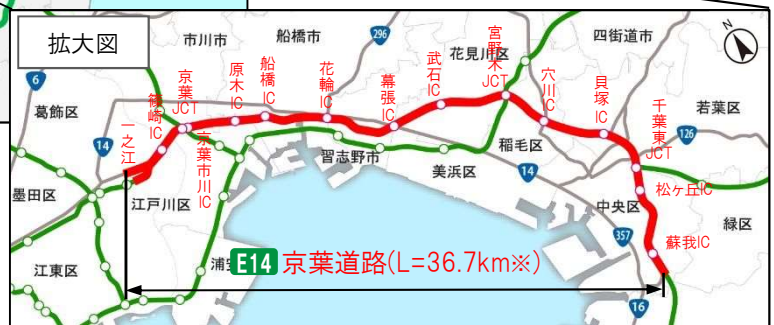 拡大図
市川市
船橋市
296
花見川区
四街道市
N
6
葛飾区
14
一之江
篠崎IC
京葉JCT
京葉市川IC
原木IC
船橋IC
花輪IC
幕張IC
武石IC
宮野木JCT
穴川IC
貝塚IC
千葉東JCT
若葉区
126
墨田区
江戸川区
習志野市
美浜区
稲毛区
14
中央区
松ヶ丘IC
緑区
357
蘇我IC
江東区
浦安
E14 京葉道路(L=36.7km※)
16